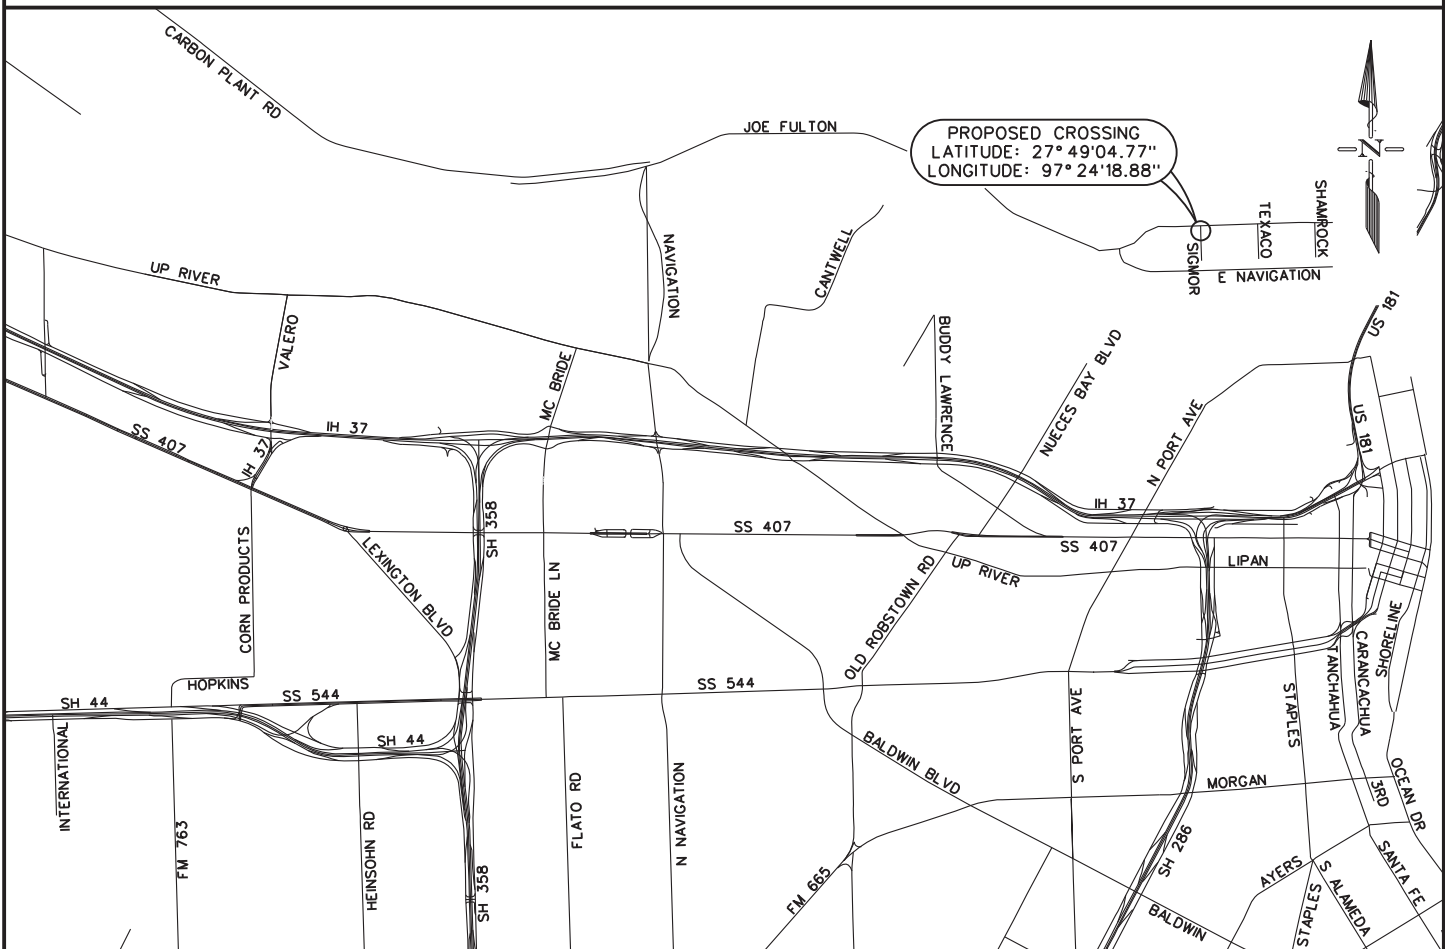 CARBON PLANT RD
JOE FULTON
PROPOSED CROSSING
LATITUDE: 27°49'04.77"
LONGITUDE: 97°24'18.88"
N
SHAMROCK
TEXACO
SIGMOR
E NAVIGATION
UP RIVER
NAVIGATION
CANTWELL
VALERO
MC BRIDE
BUDDY LAWRENCE
NUECES BAY BLVD
US 181
N PORT AVE
US 181
SS 407
IH 37
IH 37
IH 37
SH 358
SS 407
SS 407
LIPAN
CORN PRODUCTS
LEXINGTON BLVD
MC BRIDE LN
UP RIVER
OLD ROBSTOWN RD
SHORELINE
CARANCACHUA
TANCHAHUA
HOPKINS
SS 544
SS 544
SH 44
SH 44
INTERNATIONAL
S PORT AVE
STAPLES
BALDWIN BLVD
MORGAN
3RD
OCEAN DR
FM 763
HEINSOHN RD
FLATO RD
N NAVIGATION
SH 358
FM 665
SH 286
AYERS
SANTA FE
S ALAMEDA
STAPLES
BALDWIN